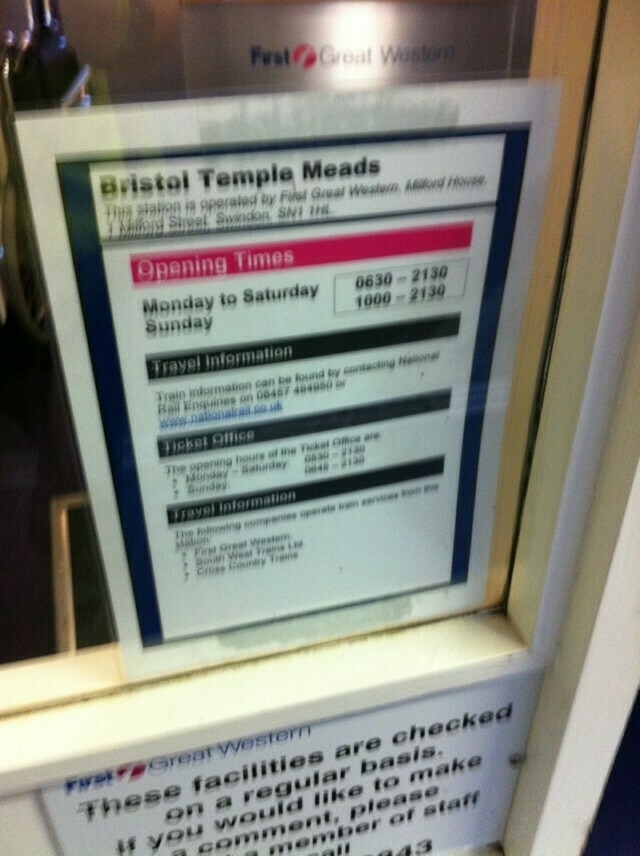 First Great Western
Bristol Temple Meads
This station is operated by First Great Western, Milford House,
1 Milford Street, Swindon, SN1 1HL
Opening Times
Monday to Saturday 0630 – 2130
Sunday 1000 – 2130
Travel Information
Train information can be found by contacting National
Rail Enquiries on 08457 484950 or
www.nationalrail.co.uk
Ticket Office
The opening hours of the Ticket Office are:
Monday – Saturday: 0530 – 2130
Sunday: 0645 – 2130
Travel Information
The following companies operate train services from this
station:
First Great Western
South West Trains Ltd
Cross Country Trains
First Great Western
These facilities are checked
on a regular basis.
If you would like to make
a comment, please
a member of staff
call